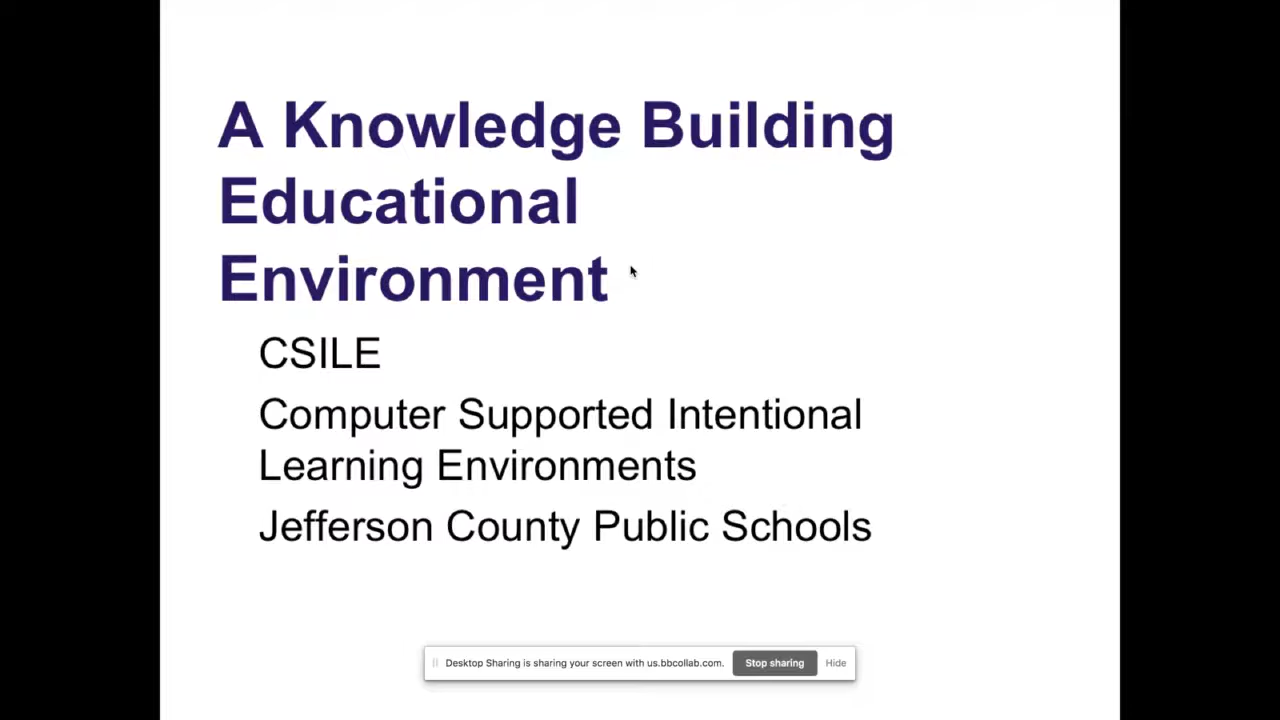 A Knowledge Building
Educational
Environment
CSILE
Computer Supported Intentional
Learning Environments
Jefferson County Public Schools
Desktop Sharing is sharing your screen with us.bbcollab.com. Stop sharing Hide